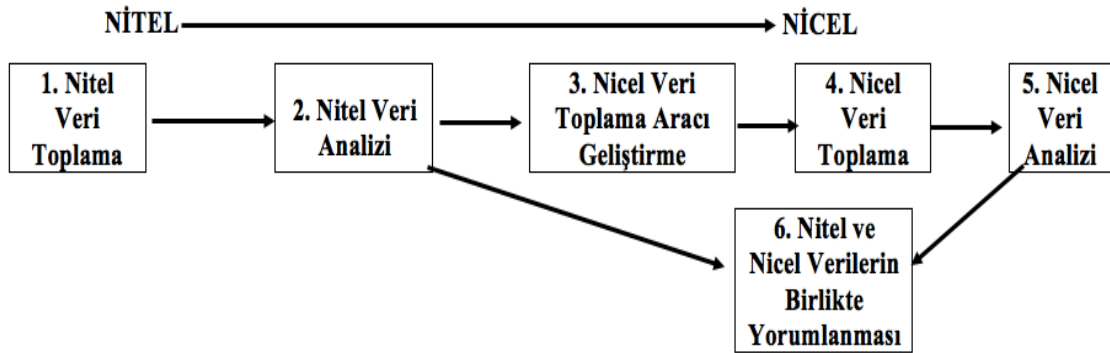 NİTEL
NİCEL
1. Nitel
Veri
Toplama
2. Nitel Veri
Analizi
3. Nicel Veri
Toplama Aracı
Geliştirme
4. Nicel
Veri
Toplama
5. Nicel
Veri
Analizi
6. Nitel ve
Nicel Verilerin
Birlikte
Yorumlanması